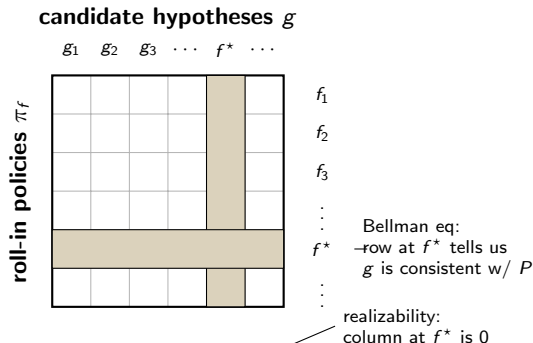 candidate hypotheses g
g₁ g₂ g₃ ⋯ f⋆ ⋯
roll-in policies π_f
f₁
f₂
f₃
⋮
f⋆
⋮
Bellman eq:
row at f⋆ tells us
g is consistent w/ P
realizability:
column at f⋆ is 0